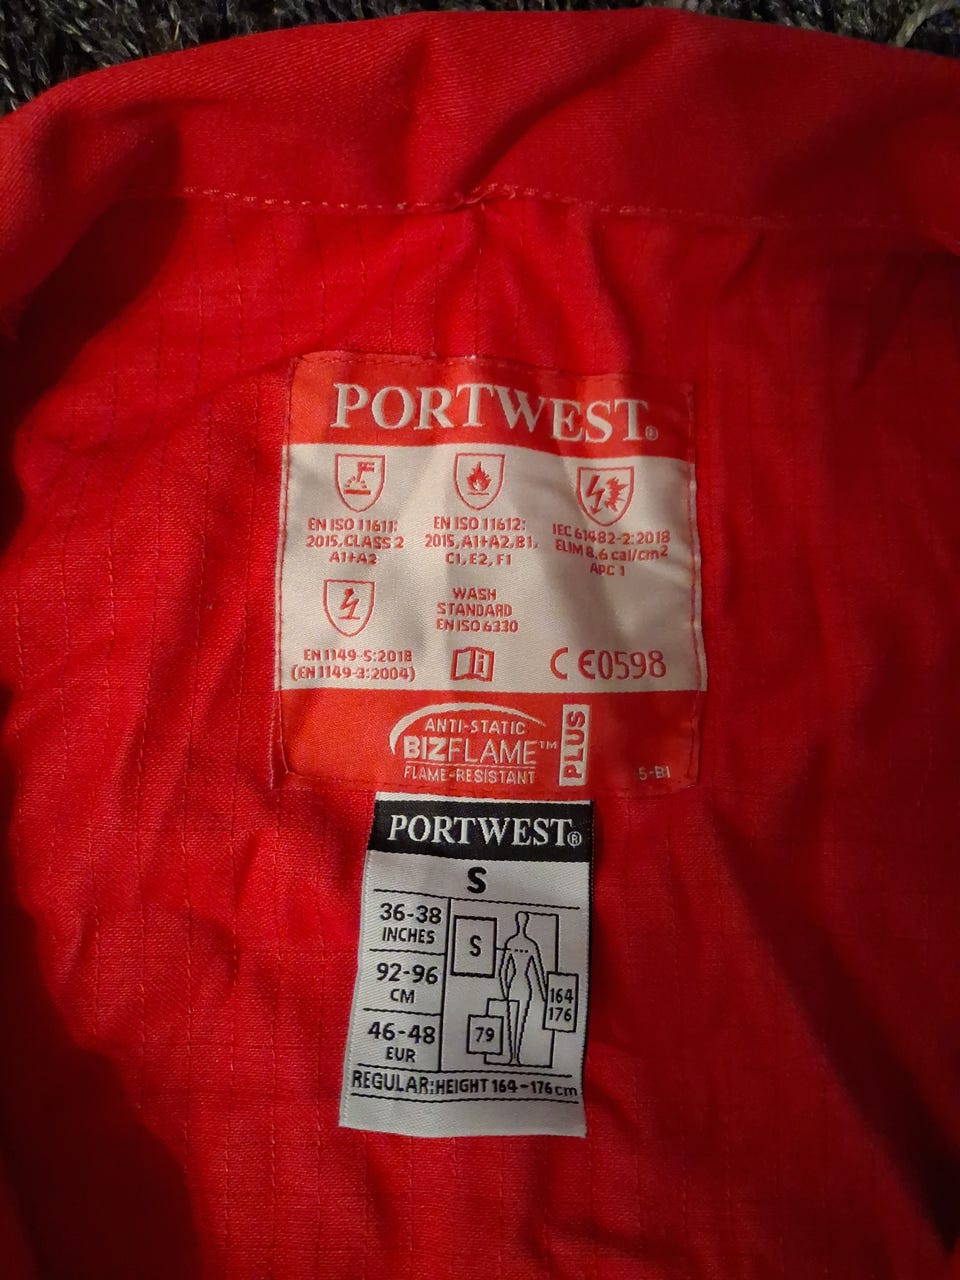 PORTWEST®
EN ISO 11611:
2015, CLASS 2
A1+A2
EN ISO 11612:
2015, A1+A2, B1,
C1, E2, F1
IEC 61482-2:2018
ELIM 8,6 cal/cm2
APC 1
WASH
STANDARD
EN ISO 6330
EN 1149-5:2018
(EN 1149-3:2004)
i
CE0598
ANTI-STATIC
BIZFLAME™
FLAME-RESISTANT
PLUS
5-B1
PORTWEST®
S
36-38
INCHES
92-96
CM
46-48
EUR
S
164
176
79
REGULAR:HEIGHT 164-176cm